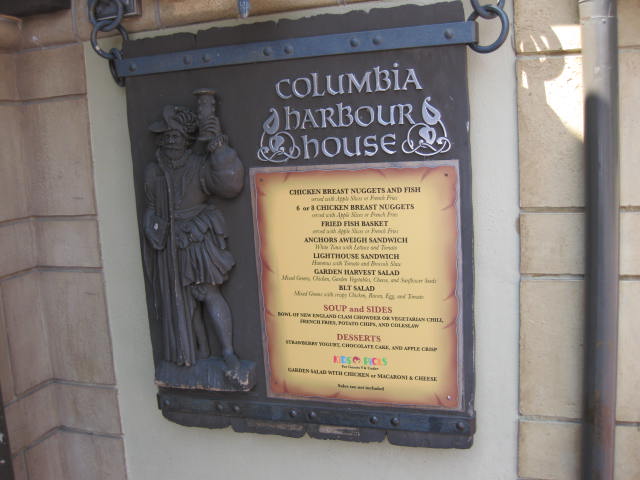 COLUMBIA
HARBOUR
HOUSE
CHICKEN BREAST NUGGETS AND FISH
served with Apple Slices or French Fries
6 or 8 CHICKEN BREAST NUGGETS
served with Apple Slices or French Fries
FRIED FISH BASKET
served with Apple Slices or French Fries
ANCHORS AWEIGH SANDWICH
White Tuna with Lettuce and Tomato
LIGHTHOUSE SANDWICH
Hummus with Tomato and Broccoli Slaw
GARDEN HARVEST SALAD
Mixed Greens, Chicken, Garden Vegetables, Cheese, and Sunflower Seeds
BLT SALAD
Mixed Greens with crispy Chicken, Bacon, Egg, and Tomato
SOUP and SIDES
BOWL OF NEW ENGLAND CLAM CHOWDER OR VEGETARIAN CHILI,
FRENCH FRIES, POTATO CHIPS, AND COLESLAW
DESSERTS
STRAWBERRY YOGURT, CHOCOLATE CAKE, AND APPLE CRISP
KIDS PICKS
For Guests 9 & Under
GARDEN SALAD WITH CHICKEN or MACARONI & CHEESE
Sales tax not included